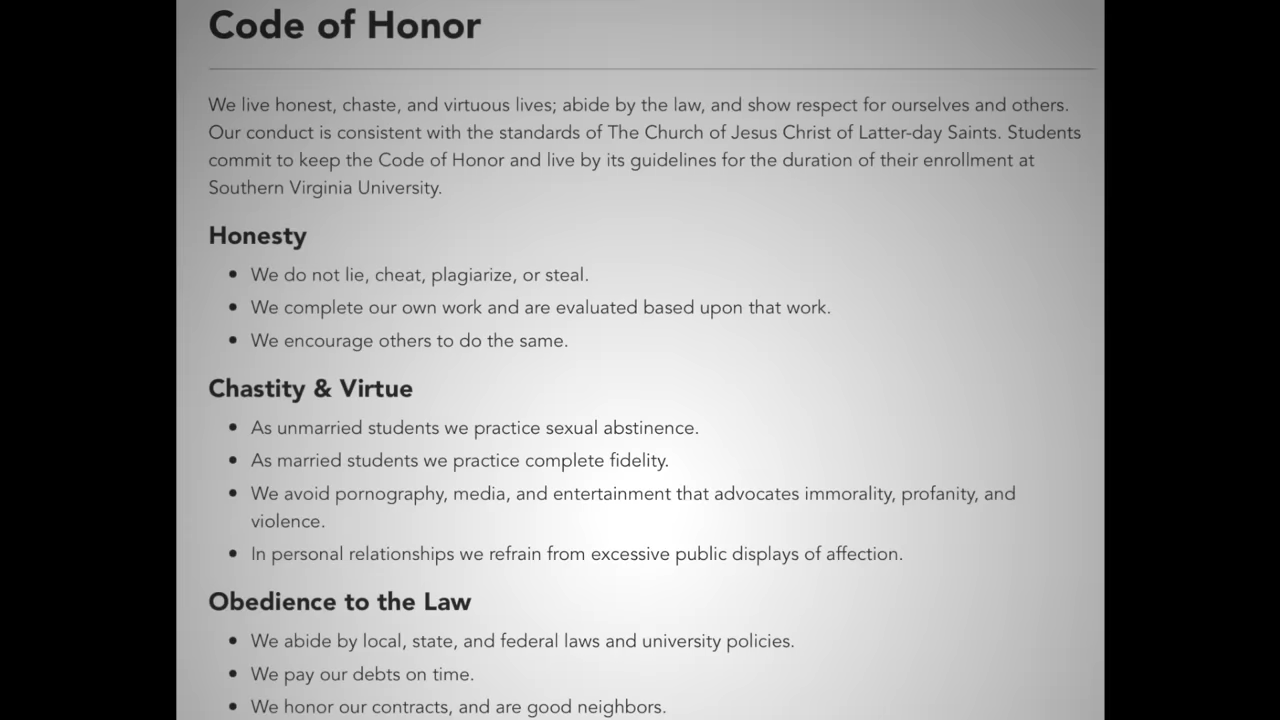 Code of Honor
We live honest, chaste, and virtuous lives; abide by the law, and show respect for ourselves and others.
Our conduct is consistent with the standards of The Church of Jesus Christ of Latter-day Saints. Students
commit to keep the Code of Honor and live by its guidelines for the duration of their enrollment at
Southern Virginia University.
Honesty
• We do not lie, cheat, plagiarize, or steal.
• We complete our own work and are evaluated based upon that work.
• We encourage others to do the same.
Chastity & Virtue
• As unmarried students we practice sexual abstinence.
• As married students we practice complete fidelity.
• We avoid pornography, media, and entertainment that advocates immorality, profanity, and
violence.
• In personal relationships we refrain from excessive public displays of affection.
Obedience to the Law
• We abide by local, state, and federal laws and university policies.
• We pay our debts on time.
• We honor our contracts, and are good neighbors.